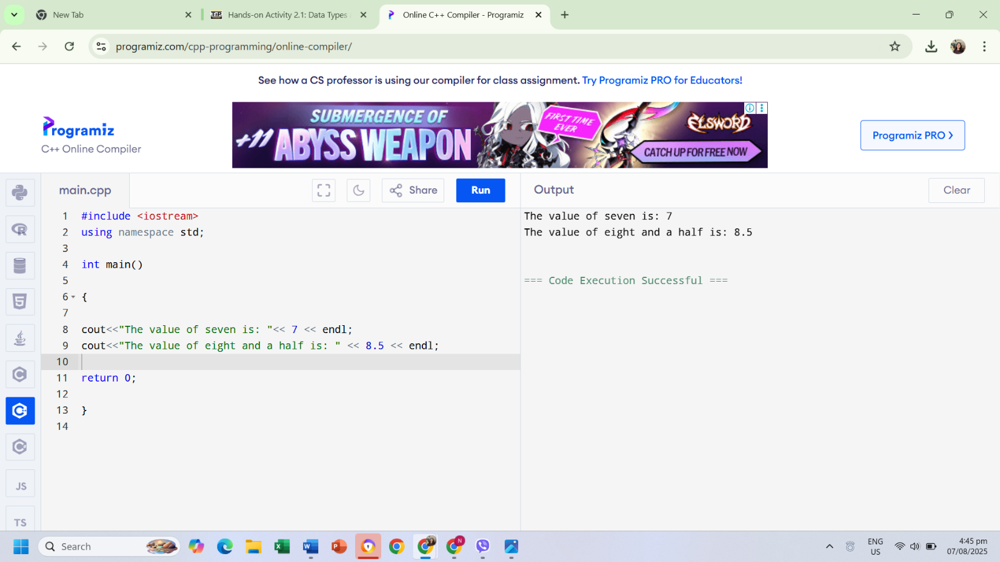 New Tab
Hands-on Activity 2.1: Data Types
Online C++ Compiler - Programiz
programiz.com/cpp-programming/online-compiler/
See how a CS professor is using our compiler for class assignment. Try Programiz PRO for Educators!
SUBMERGENCE OF
+11 ABYSS WEAPON
FIRST TIME
EVER
ELSWORD
CATCH UP FOR FREE NOW
Programiz
C++ Online Compiler
Programiz PRO
main.cpp
Share
Run
Output
Clear
1 #include <iostream>
2 using namespace std;
3
4 int main()
5
6 {
7
8 cout<<"The value of seven is: "<< 7 << endl;
9 cout<<"The value of eight and a half is: " << 8.5 << endl;
10
11 return 0;
12
13 }
14
The value of seven is: 7
The value of eight and a half is: 8.5
=== Code Execution Successful ===
JS
TS
Search
N
ENG
US
4:45 pm
07/08/2025